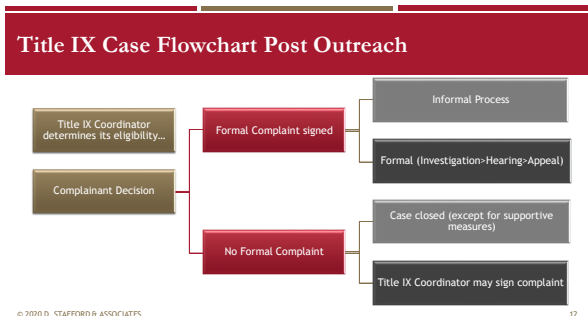 Title IX Case Flowchart Post Outreach
Title IX Coordinator
determines its eligibility…
Complainant Decision
Formal Complaint signed
No Formal Complaint
Informal Process
Formal (Investigation>Hearing>Appeal)
Case closed (except for supportive
measures)
Title IX Coordinator may sign complaint
© 2020 D. STAFFORD & ASSOCIATES
12